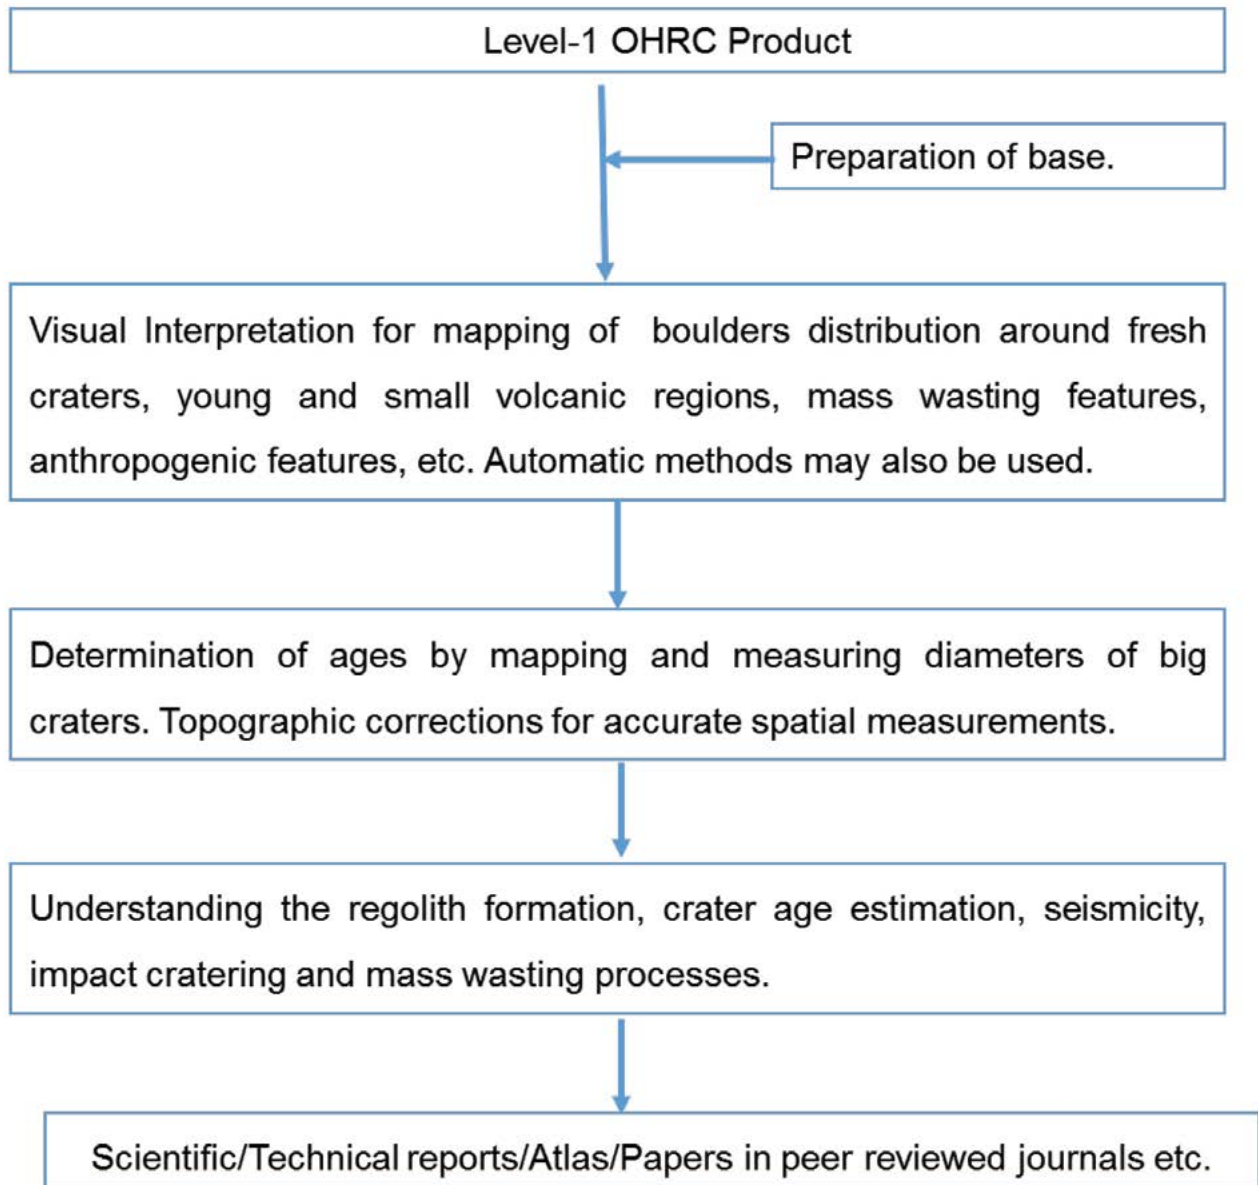 Level-1 OHRC Product
Preparation of base.
Visual Interpretation for mapping of boulders distribution around fresh
craters, young and small volcanic regions, mass wasting features,
anthropogenic features, etc. Automatic methods may also be used.
Determination of ages by mapping and measuring diameters of big
craters. Topographic corrections for accurate spatial measurements.
Understanding the regolith formation, crater age estimation, seismicity,
impact cratering and mass wasting processes.
Scientific/Technical reports/Atlas/Papers in peer reviewed journals etc.